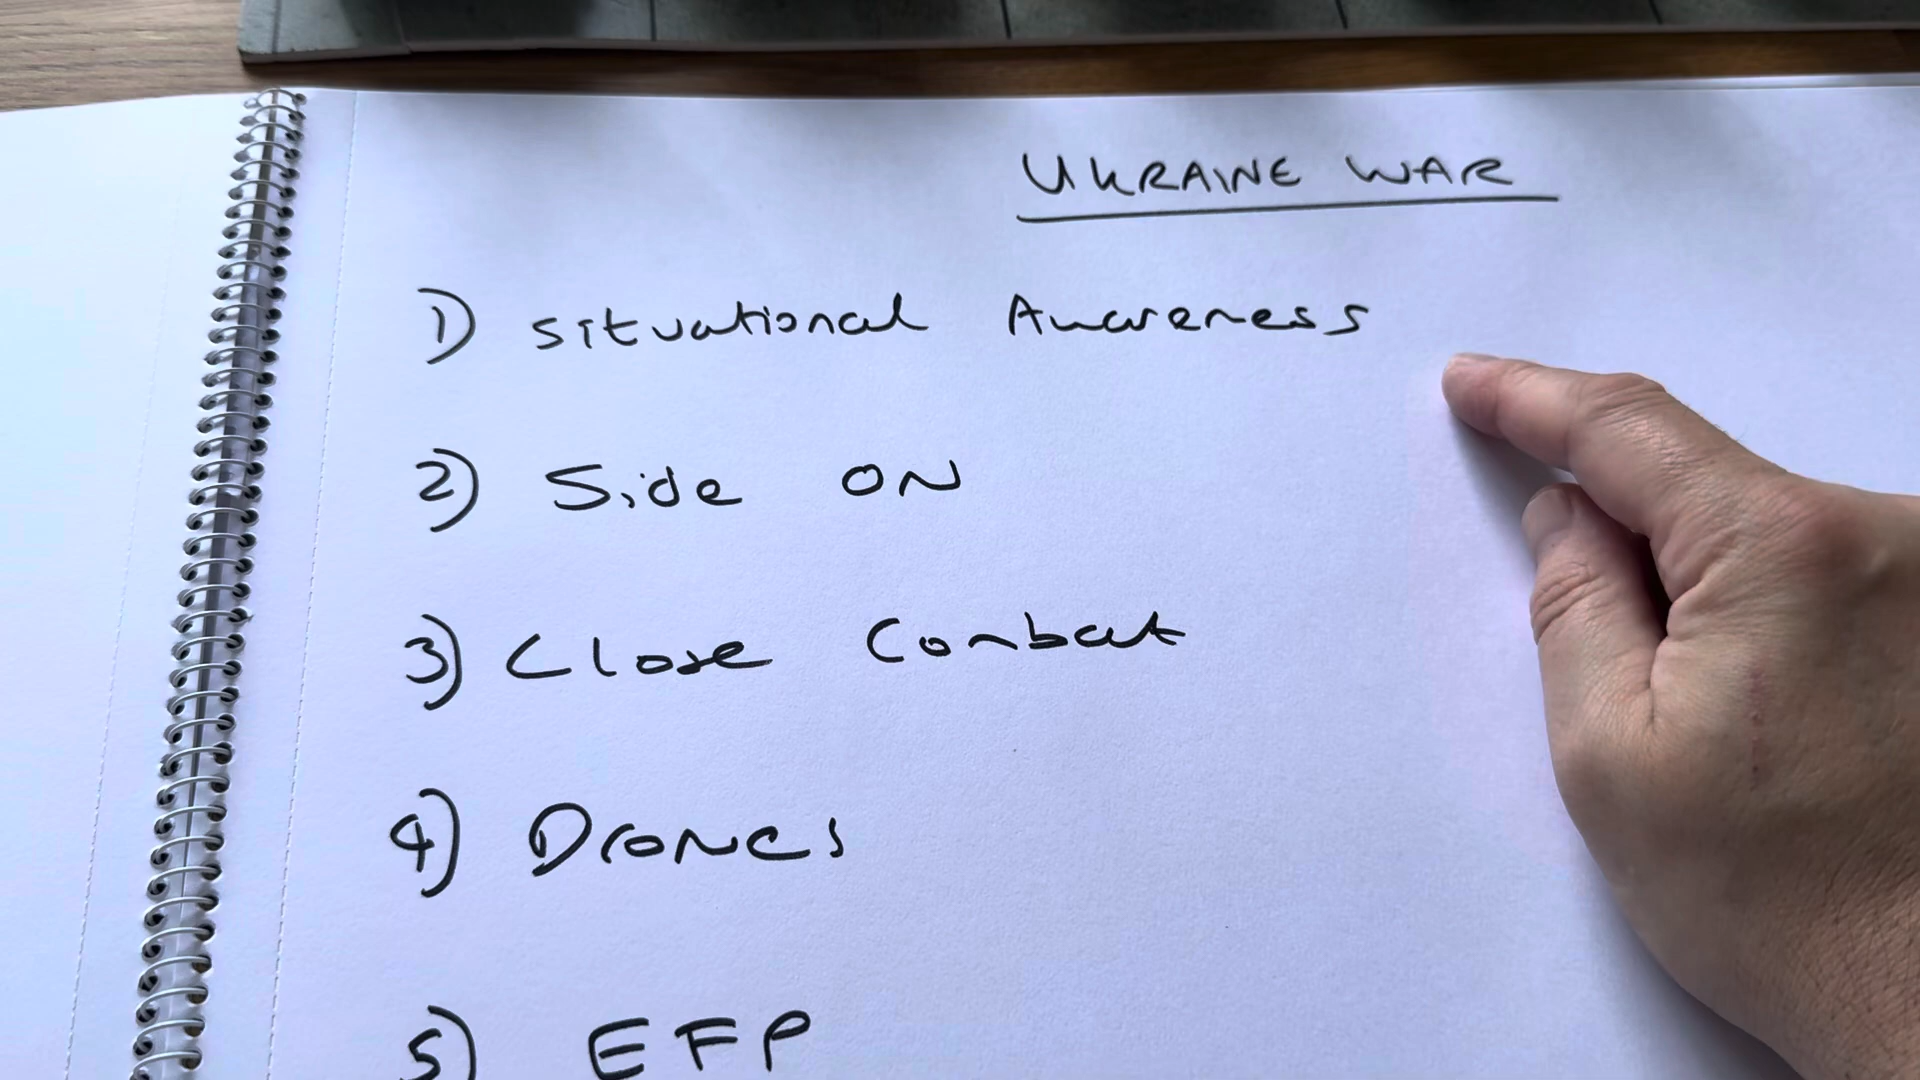 UKRAINE WAR
1) Situational Awareness
2) Side ON
3) Close Combat
4) Drones
5) EFP